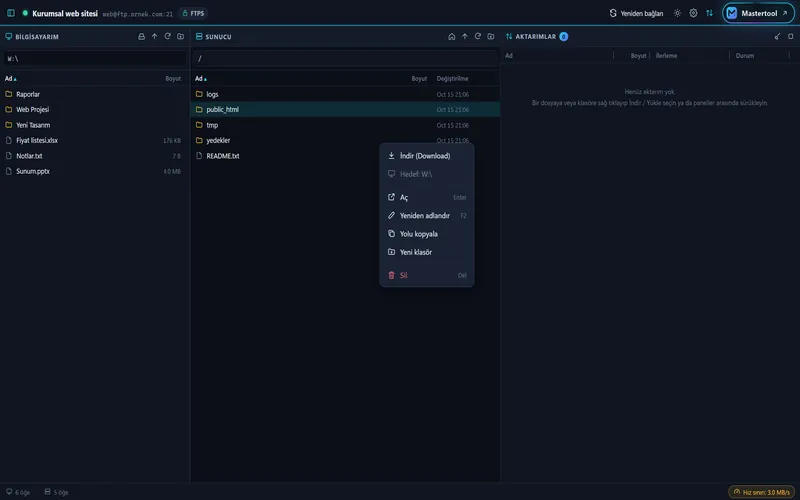 Kurumsal web sitesi web@ftp.ornek.com:21 FTPS Yeniden bağlan Mastertool
BİLGİSAYARIM
W:\
Ad Boyut
Raporlar
Web Projesi
Yeni Tasarım
Fiyat listesi.xlsx 176 KB
Notlar.txt 7 B
Sunum.pptx 4.0 MB
SUNUCU
/
Ad Boyut Değiştirilme
logs Oct 15 21:06
public_html Oct 15 21:06
tmp Oct 15 21:06
yedekler Oct 15 21:06
README.txt
İndir (Download)
Hedef: W:\
Aç Enter
Yeniden adlandır F2
Yolu kopyala
Yeni klasör
Sil Del
AKTARIMLAR 0
Ad Boyut İlerleme Durum
Henüz aktarım yok.
Bir dosyaya veya klasöre sağ tıklayıp İndir / Yükle seçin ya da paneller arasında sürükleyin.
6 öğe 5 öğe Hız sınırı: 3.0 MB/s